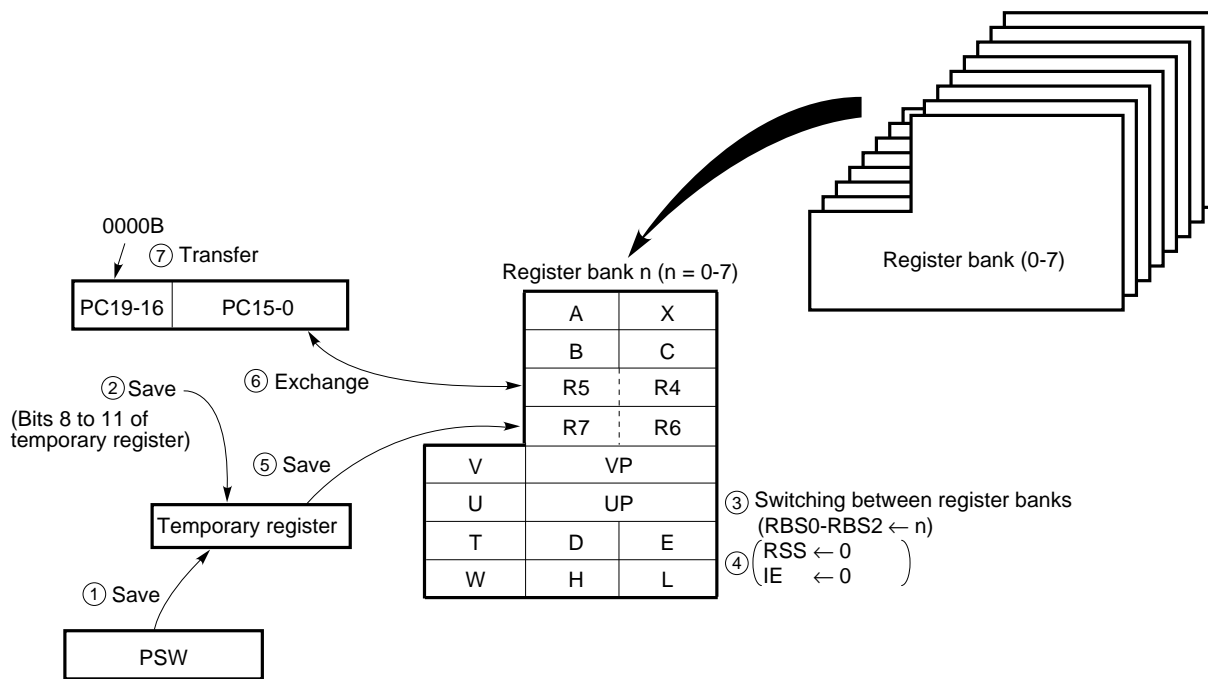 Register bank (0-7)
0000B
⑦ Transfer
PC19-16 PC15-0
Register bank n (n = 0-7)
A X
B C
R5 R4
R7 R6
V VP
U UP
T D E
W H L
⑥ Exchange
② Save
(Bits 8 to 11 of
temporary register)
⑤ Save
Temporary register
① Save
PSW
③ Switching between register banks
(RBS0-RBS2 ← n)
④ (RSS ← 0
IE ← 0)